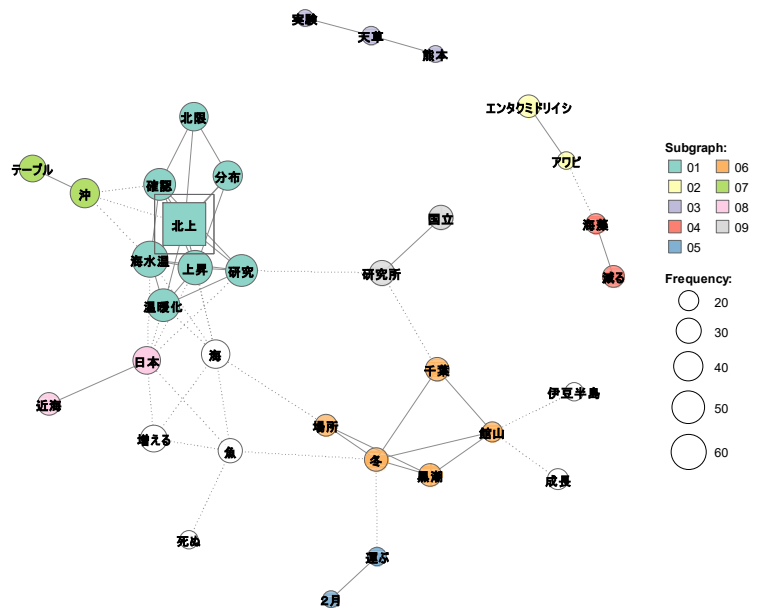 実験
天草
熊本
エンタクミドリイシ
北限
アワビ
テーブル
沖
確認
分布
北上
国立
海藻
海水温
上昇
研究
研究所
減る
温暖化
海
日本
千葉
伊豆半島
近海
場所
館山
増える
魚
冬
黒潮
成長
死ぬ
運ぶ
2月
Subgraph:
01
02
03
04
05
06
07
08
09
Frequency:
20
30
40
50
60